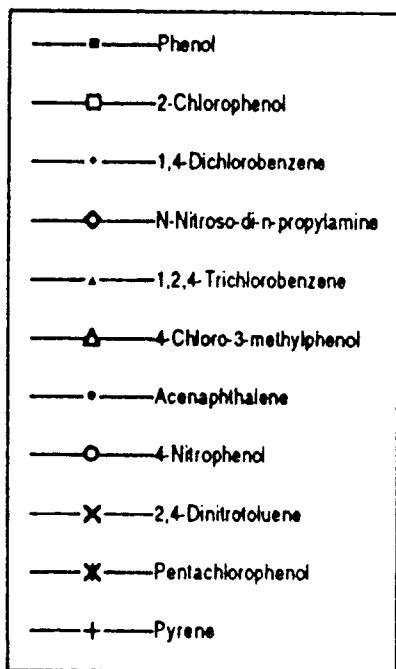 Phenol
2-Chlorophenol
1,4-Dichlorobenzene
N-Nitroso-di-n-propylamine
1,2,4-Trichlorobenzene
4-Chloro-3-methylphenol
Acenaphthalene
4-Nitrophenol
2,4-Dinitrotoluene
Pentachlorophenol
Pyrene